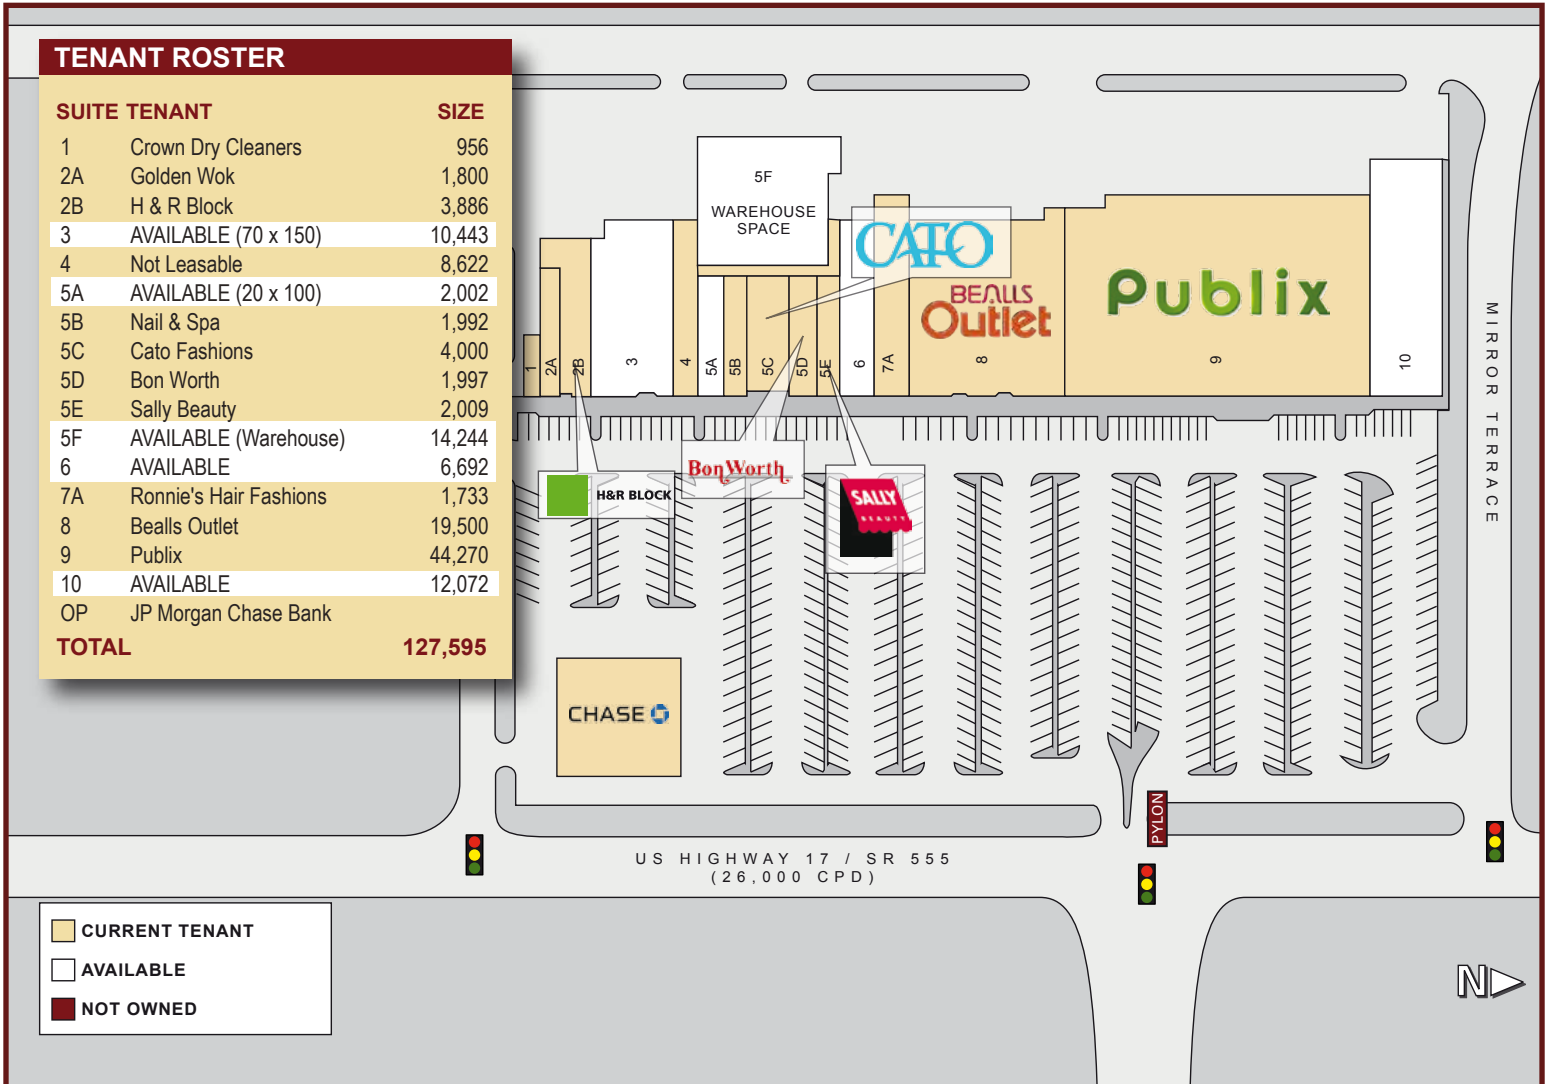 TENANT ROSTER
SUITE TENANT SIZE
1 Crown Dry Cleaners 956
2A Golden Wok 1,800
2B H & R Block 3,886
3 AVAILABLE (70 x 150) 10,443
4 Not Leasable 8,622
5A AVAILABLE (20 x 100) 2,002
5B Nail & Spa 1,992
5C Cato Fashions 4,000
5D Bon Worth 1,997
5E Sally Beauty 2,009
5F AVAILABLE (Warehouse) 14,244
6 AVAILABLE 6,692
7A Ronnie's Hair Fashions 1,733
8 Bealls Outlet 19,500
9 Publix 44,270
10 AVAILABLE 12,072
OP JP Morgan Chase Bank
TOTAL 127,595
5F
WAREHOUSE
SPACE
CATO
BEALLS
Outlet
Publix
1
2A
2B
3
4
5A
5B
5C
5D
5E
6
7A
8
9
10
MIRROR TERRACE
H&R BLOCK
Bon Worth
SALLY
BEAUTY
CHASE
PYLON
US HIGHWAY 17 / SR 555
(26,000 CPD)
CURRENT TENANT
AVAILABLE
NOT OWNED
N